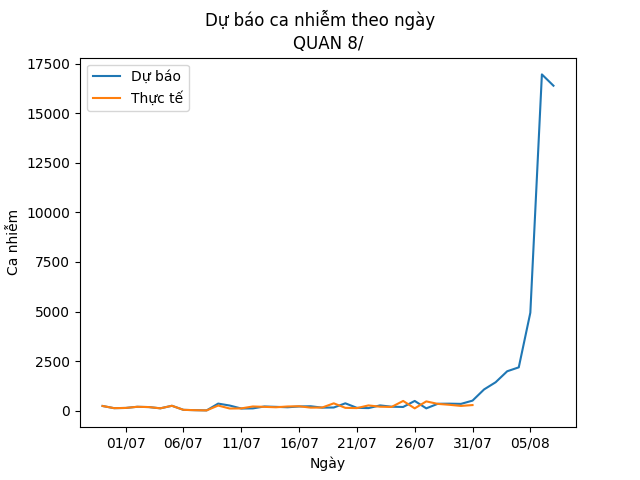 Dự báo ca nhiễm theo ngày
QUAN 8/
Dự báo
Thực tế
17500
15000
12500
10000
7500
5000
2500
0
Ca nhiễm
01/07 06/07 11/07 16/07 21/07 26/07 31/07 05/08
Ngày